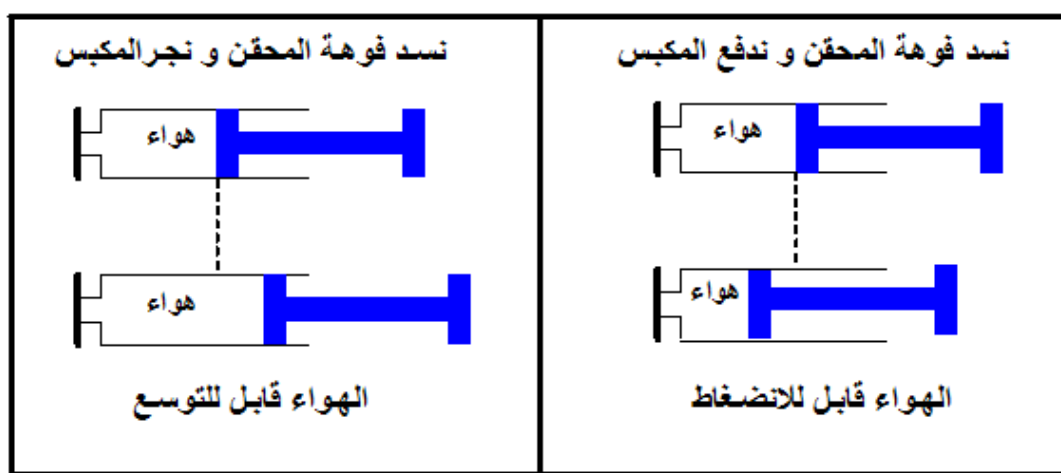 نسد فوهة المحقن و ندفع المكبس
هواء
هواء
الهواء قابل للانضغاط
نسد فوهة المحقن و نجرالمكبس
هواء
هواء
الهواء قابل للتوسع